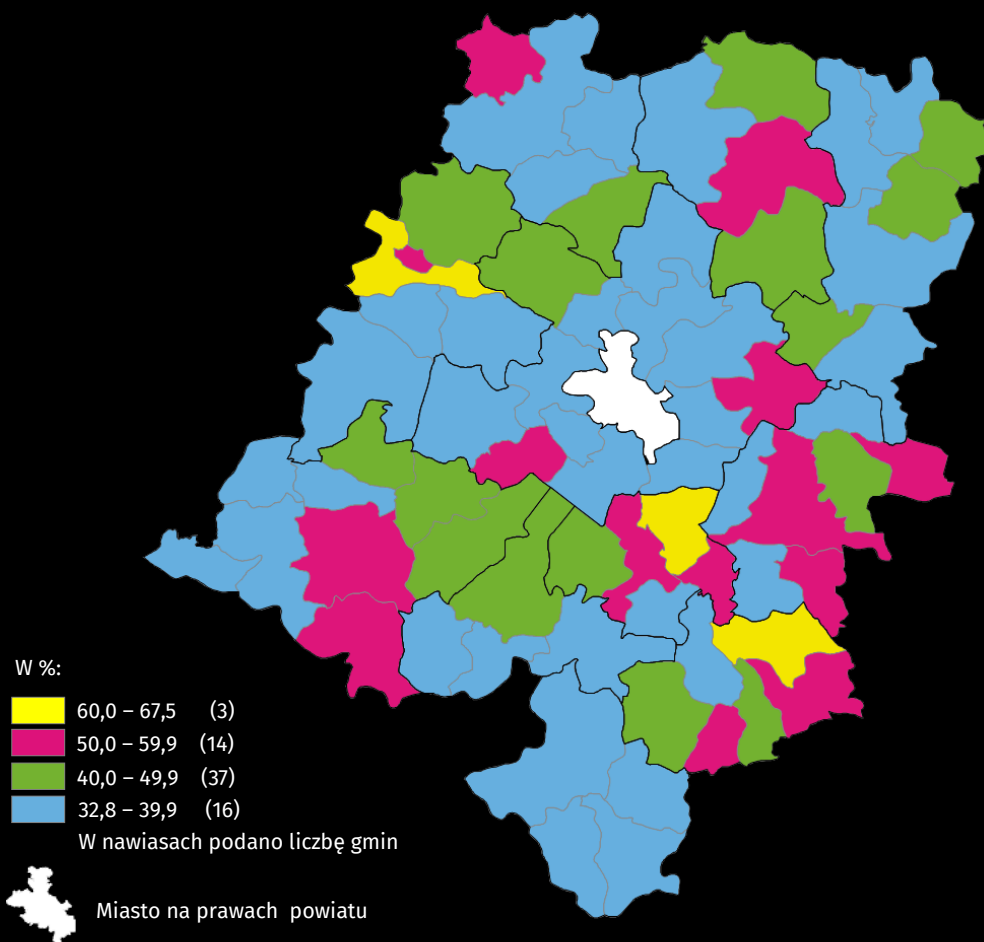 W %:
60,0 – 67,5 (3)
50,0 – 59,9 (14)
40,0 – 49,9 (37)
32,8 – 39,9 (16)
W nawiasach podano liczbę gmin
Miasto na prawach powiatu